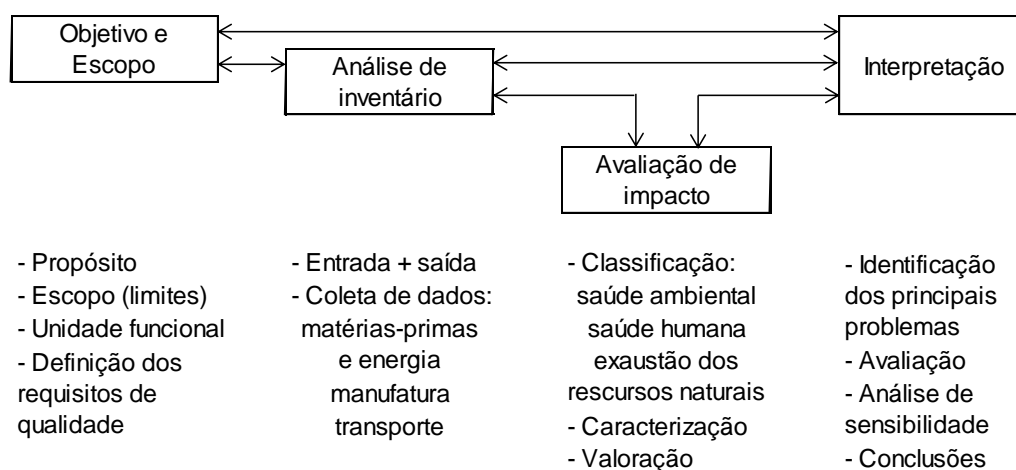 Objetivo e
Escopo
Análise de
inventário
Interpretação
Avaliação de
impacto
- Propósito
- Escopo (limites)
- Unidade funcional
- Definição dos
requisitos de
qualidade
- Entrada + saída
- Coleta de dados:
matérias-primas
e energia
manufatura
transporte
- Classificação:
saúde ambiental
saúde humana
exaustão dos
rescursos naturais
- Caracterização
- Valoração
- Identificação
dos principais
problemas
- Avaliação
- Análise de
sensibilidade
- Conclusões